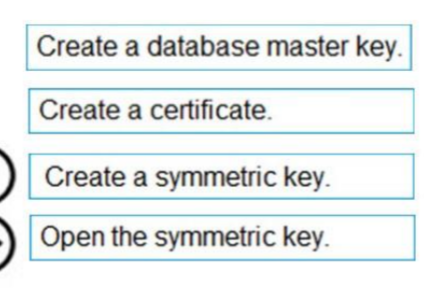 Create a database master key.
Create a certificate.
Create a symmetric key.
Open the symmetric key.